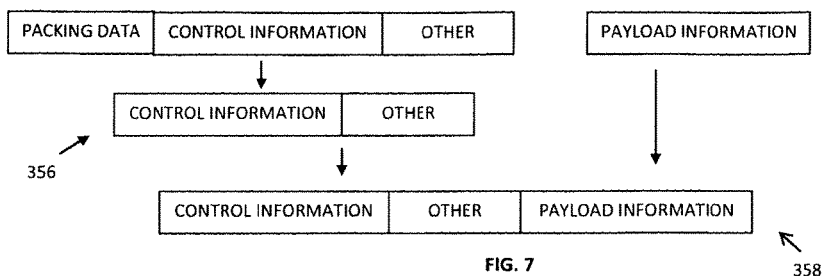 PACKING DATA CONTROL INFORMATION OTHER PAYLOAD INFORMATION
CONTROL INFORMATION OTHER
356
CONTROL INFORMATION OTHER PAYLOAD INFORMATION
FIG. 7
358